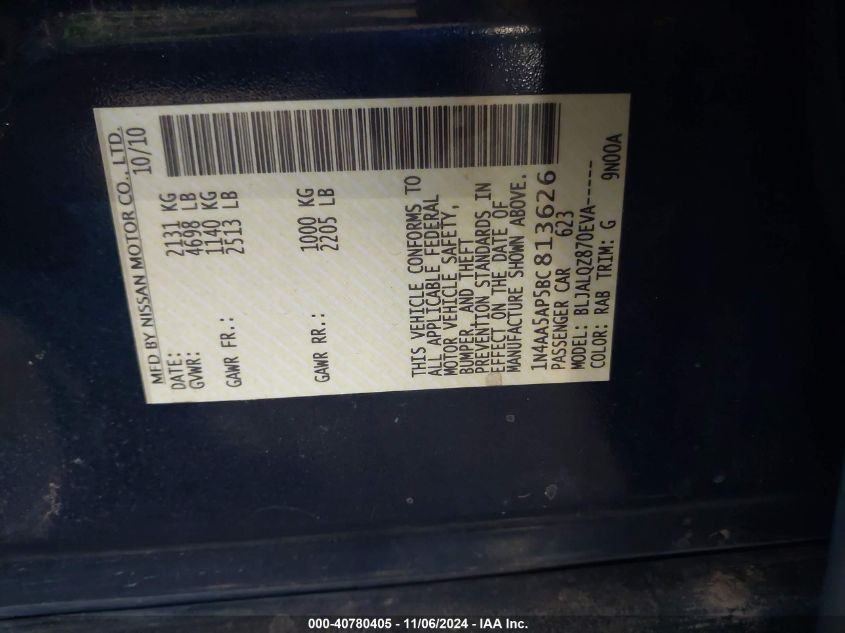 MFD BY NISSAN MOTOR CO., LTD.
DATE: 10/10
GVWR: 2131 KG
4698 LB
GAWR FR.: 1140 KG
2513 LB
GAWR RR.: 1000 KG
2205 LB
THIS VEHICLE CONFORMS TO
ALL APPLICABLE FEDERAL
MOTOR VEHICLE SAFETY,
BUMPER, AND THEFT
PREVENTION STANDARDS IN
EFFECT ON THE DATE OF
MANUFACTURE SHOWN ABOVE.
1N4AA5AP5BC813626
PASSENGER CAR 623
MODEL: BLJALQZ870EVA-----
COLOR: RAB TRIM: G 9N00A
000-40780405 - 11/06/2024 - IAA Inc.